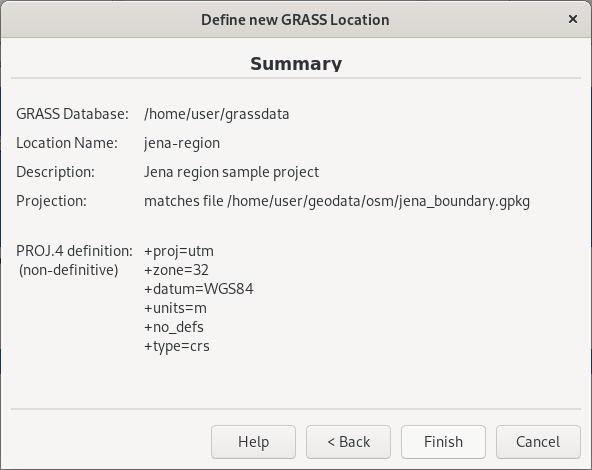 Define new GRASS Location
×
Summary
GRASS Database: /home/user/grassdata
Location Name: jena-region
Description: Jena region sample project
Projection: matches file /home/user/geodata/osm/jena_boundary.gpkg
PROJ.4 definition: +proj=utm
(non-definitive) +zone=32
+datum=WGS84
+units=m
+no_defs
+type=crs
Help < Back Finish Cancel